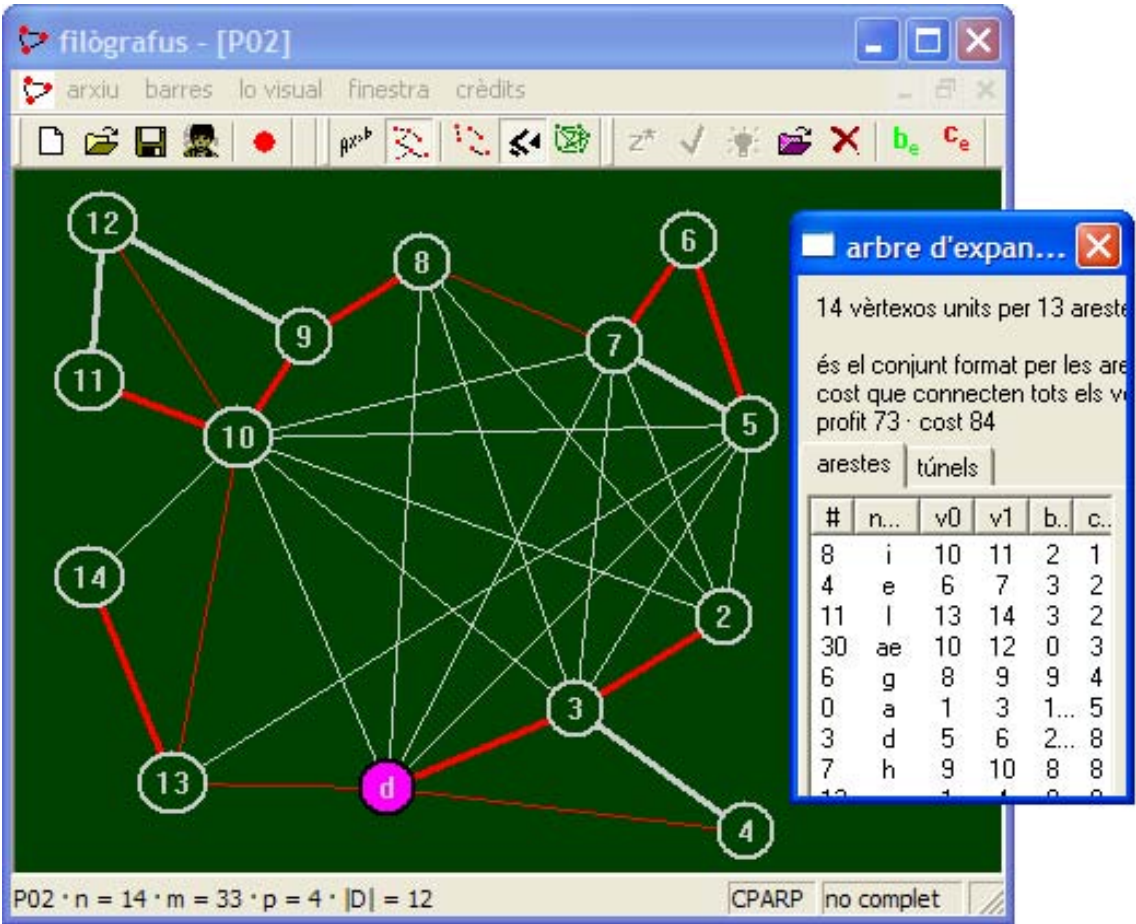 filògrafus - [P02]
arxiu barres lo visual finestra crèdits
Ax>b z* be ce
12
8
6
9
7
11
10
5
14
2
3
13
d
4
P02 · n = 14 · m = 33 · p = 4 · |D| = 12 CPARP no complet
arbre d'expan...
14 vèrtexos units per 13 areste
és el conjunt format per les are
cost que connecten tots els v
profit 73 · cost 84
arestes túnels
# n... v0 v1 b.. c..
8 i 10 11 2 1
4 e 6 7 3 2
11 l 13 14 3 2
30 ae 10 12 0 3
6 g 8 9 9 4
0 a 1 3 1... 5
3 d 5 6 2... 8
7 h 9 10 8 8